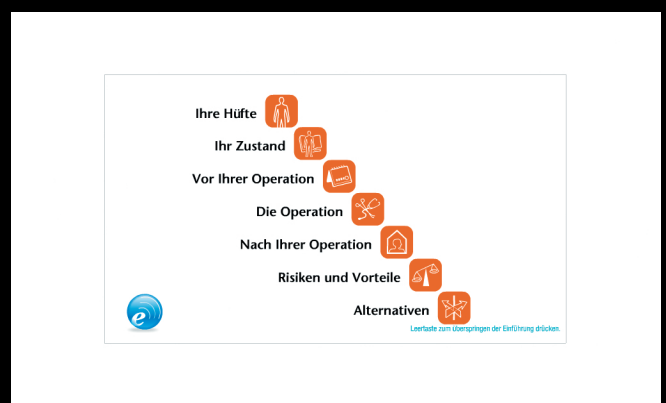 Ihre Hüfte
Ihr Zustand
Vor Ihrer Operation
Die Operation
Nach Ihrer Operation
Risiken und Vorteile
Alternativen
e
Leertaste zum überspringen der Einführung drücken.